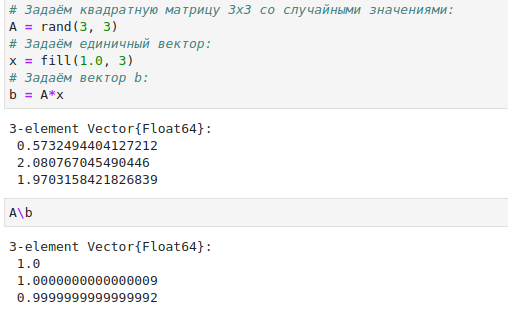 # Задаём квадратную матрицу 3x3 со случайными значениями:
A = rand(3, 3)
# Задаём единичный вектор:
x = fill(1.0, 3)
# Задаём вектор b:
b = A*x
3-element Vector{Float64}:
0.5732494404127212
2.080767045490446
1.9703158421826839
A\b
3-element Vector{Float64}:
1.0
1.0000000000000009
0.9999999999999992